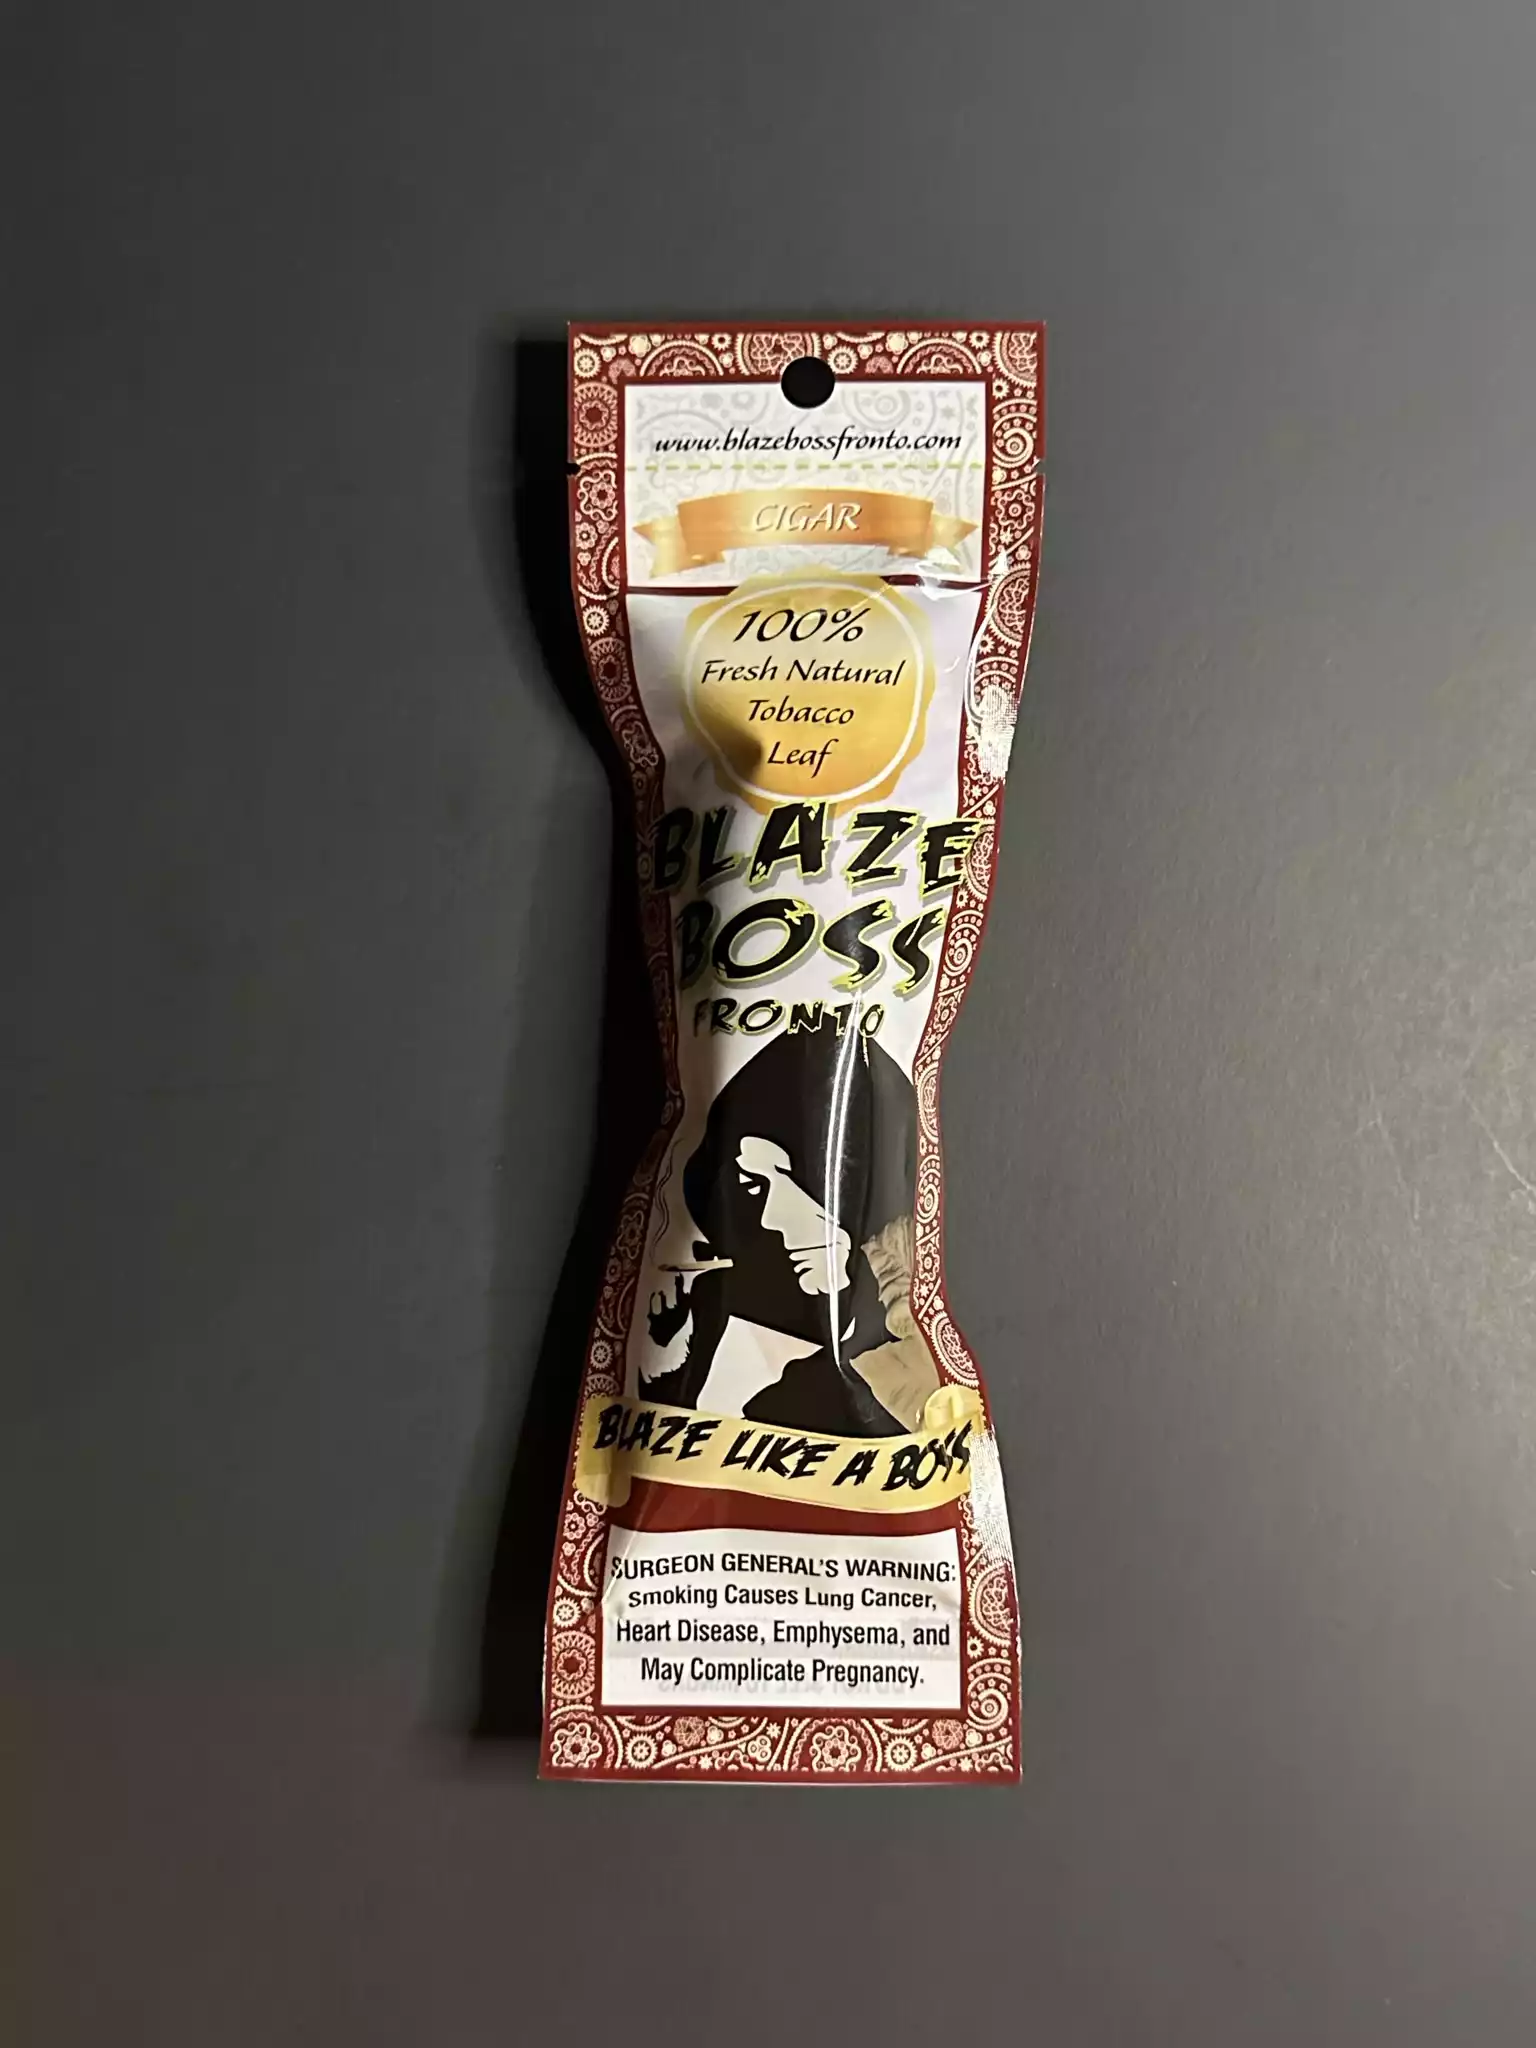 www.blazebossfronto.com
CIGAR
100%
Fresh Natural
Tobacco
Leaf
BLAZE
BOSS
FRONTO
BLAZE LIKE A BOSS
SURGEON GENERAL'S WARNING:
Smoking Causes Lung Cancer,
Heart Disease, Emphysema, and
May Complicate Pregnancy.